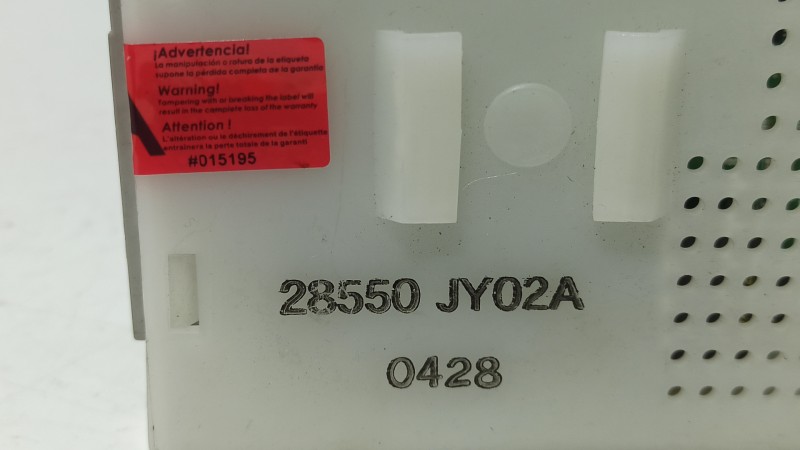 ¡Advertencia!
La manipulación o rotura de la etiqueta
supone la pérdida completa de la garantía
Warning!
Tampering with or breaking the label will
result in the complete loss of the warranty
Attention !
L'altération ou le déchirement de l'étiquette
entraînera la perte totale de la garanti
#015195
A
28550 JY02A
0428